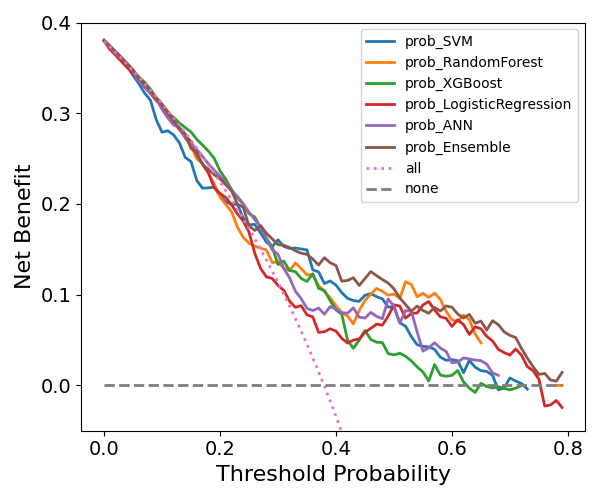 prob_SVM
prob_RandomForest
prob_XGBoost
prob_LogisticRegression
prob_ANN
prob_Ensemble
all
none
Net Benefit
0.4
0.3
0.2
0.1
0.0
0.0 0.2 0.4 0.6 0.8
Threshold Probability